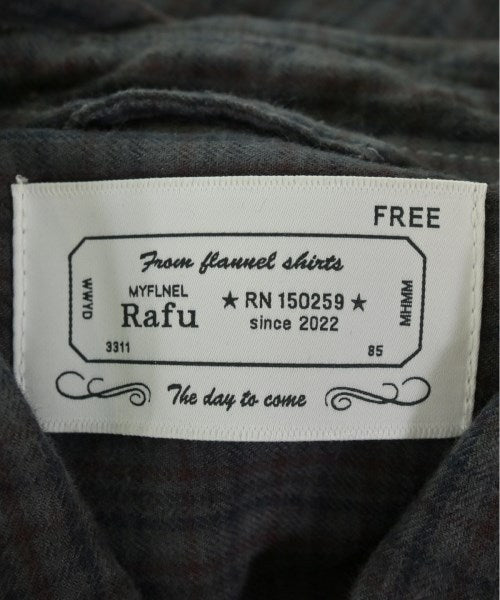 FREE
From flannel shirts
WWYD
MYFLNEL
Rafu
★ RN 150259 ★
since 2022
MHMM
3311
85
The day to come